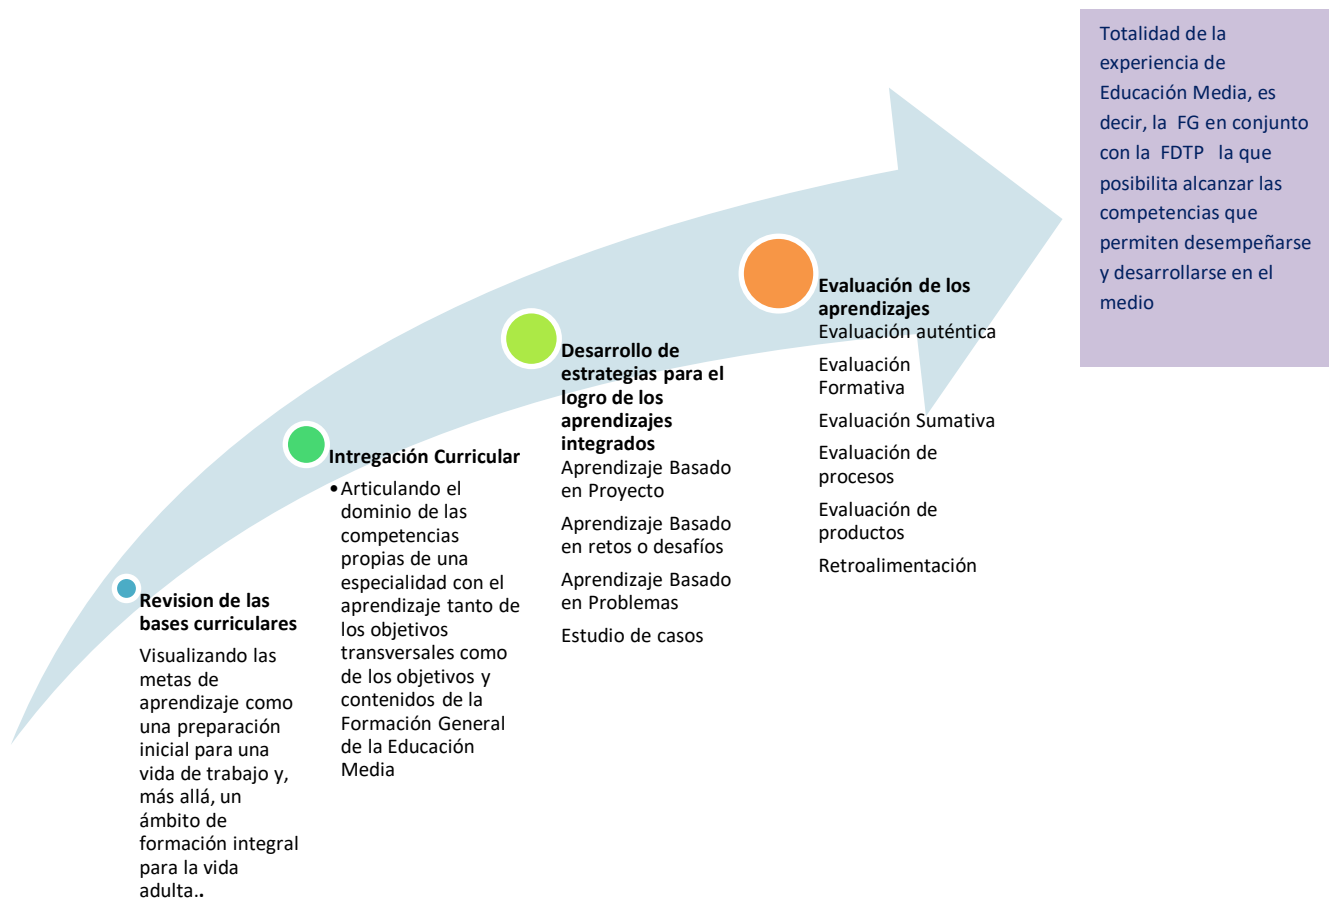 Totalidad de la
experiencia de
Educación Media, es
decir, la FG en conjunto
con la FDTP la que
posibilita alcanzar las
competencias que
permiten desempeñarse
y desarrollarse en el
medio
Revision de las
bases curriculares
Visualizando las
metas de
aprendizaje como
una preparación
inicial para una
vida de trabajo y,
más allá, un
ámbito de
formación integral
para la vida
adulta..
Intregación Curricular
•Articulando el
dominio de las
competencias
propias de una
especialidad con el
aprendizaje tanto de
los objetivos
transversales como
de los objetivos y
contenidos de la
Formación General
de la Educación
Media
Desarrollo de
estrategias para el
logro de los
aprendizajes
integrados
Aprendizaje Basado
en Proyecto
Aprendizaje Basado
en retos o desafíos
Aprendizaje Basado
en Problemas
Estudio de casos
Evaluación de los
aprendizajes
Evaluación auténtica
Evaluación
Formativa
Evaluación Sumativa
Evaluación de
procesos
Evaluación de
productos
Retroalimentación